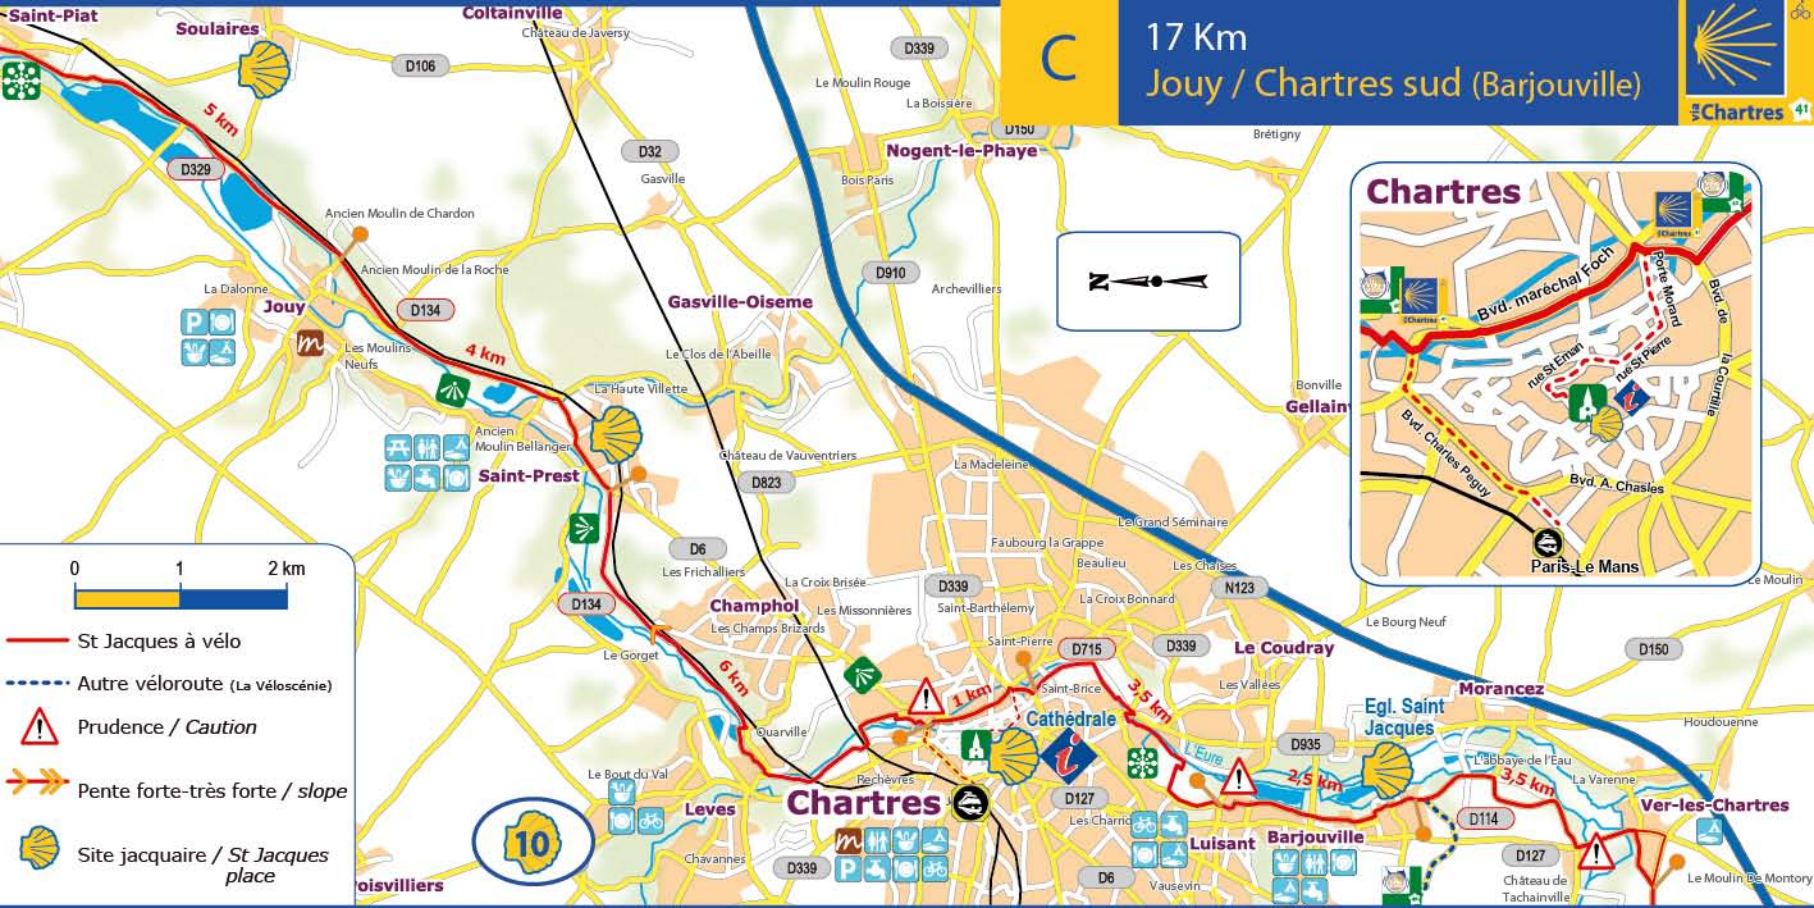 Saint-Piat
Soulaires
Coltainville
Château de Javersy
D106
D339
Le Moulin Rouge
La Boissière
D150
Nogent-le-Phaye
Bois Paris
C
17 Km
Jouy / Chartres sud (Barjouville)
Chartres
41
Brétigny
5 km
D329
D32
Gasville
Ancien Moulin de Chardon
Ancien Moulin de la Roche
La Dalonne
Jouy
D134
P
m
Les Moulins
Neufs
4 km
Gasville-Oiseme
D910
Archevilliers
N
Le Clos de l'Abeille
La Haute Villette
Ancien
Moulin Bellanger
Saint-Prest
Château de Vauventriers
D823
La Madeleine
Bonville
Gellain
Chartres
Chartres
Chartres
Bvd. maréchal Foch
Porte Morard
Bvd. de
la Courtille
rue St Eman
rue St Pierre
i
Bvd. Charles Peguy
Bvd. A. Chasles
Paris-Le Mans
Le Moulin
Le Grand Séminaire
Faubourg la Grappe
Beaulieu
Les Chaises
N123
D6
Les Frichalliers
La Croix Brisée
D339
Champhol
Les Missonnières
Saint-Barthélemy
La Croix Bonnard
Les Champs Brizards
D134
Le Gorget
6 km
Saint-Pierre
D715
D339
Le Coudray
Le Bourg Neuf
D150
1 km
Saint-Brice
3,5 km
Les Vallées
Morancez
Houdouenne
Ouarville
Cathédrale
i
L'Eure
D935
Egl. Saint
Jacques
L'abbaye de l'Eau
La Varenne
2,5 km
3,5 km
Ver-les-Chartres
Le Bout du Val
Leves
Rechèvres
Chartres
D127
Les Charrio
Luisant
Barjouville
D114
10
Chavannes
D339
m
P
D6
Vausevin
D127
Château de
Tachainville
Le Moulin De Montory
oisvilliers
0 1 2 km
St Jacques à vélo
Autre véloroute (La Véloscénie)
Prudence / Caution
Pente forte-très forte / slope
Site jacquaire / St Jacques
place